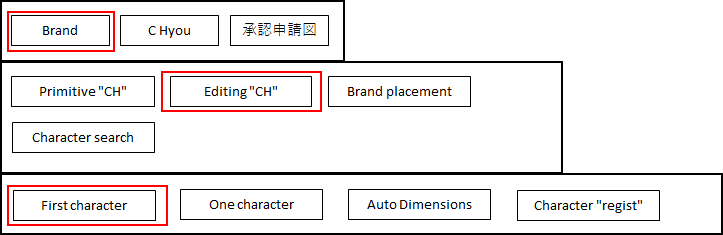 Brand C Hyou 承認申請図
Primitive "CH" Editing "CH" Brand placement
Character search
First character One character Auto Dimensions Character "regist"